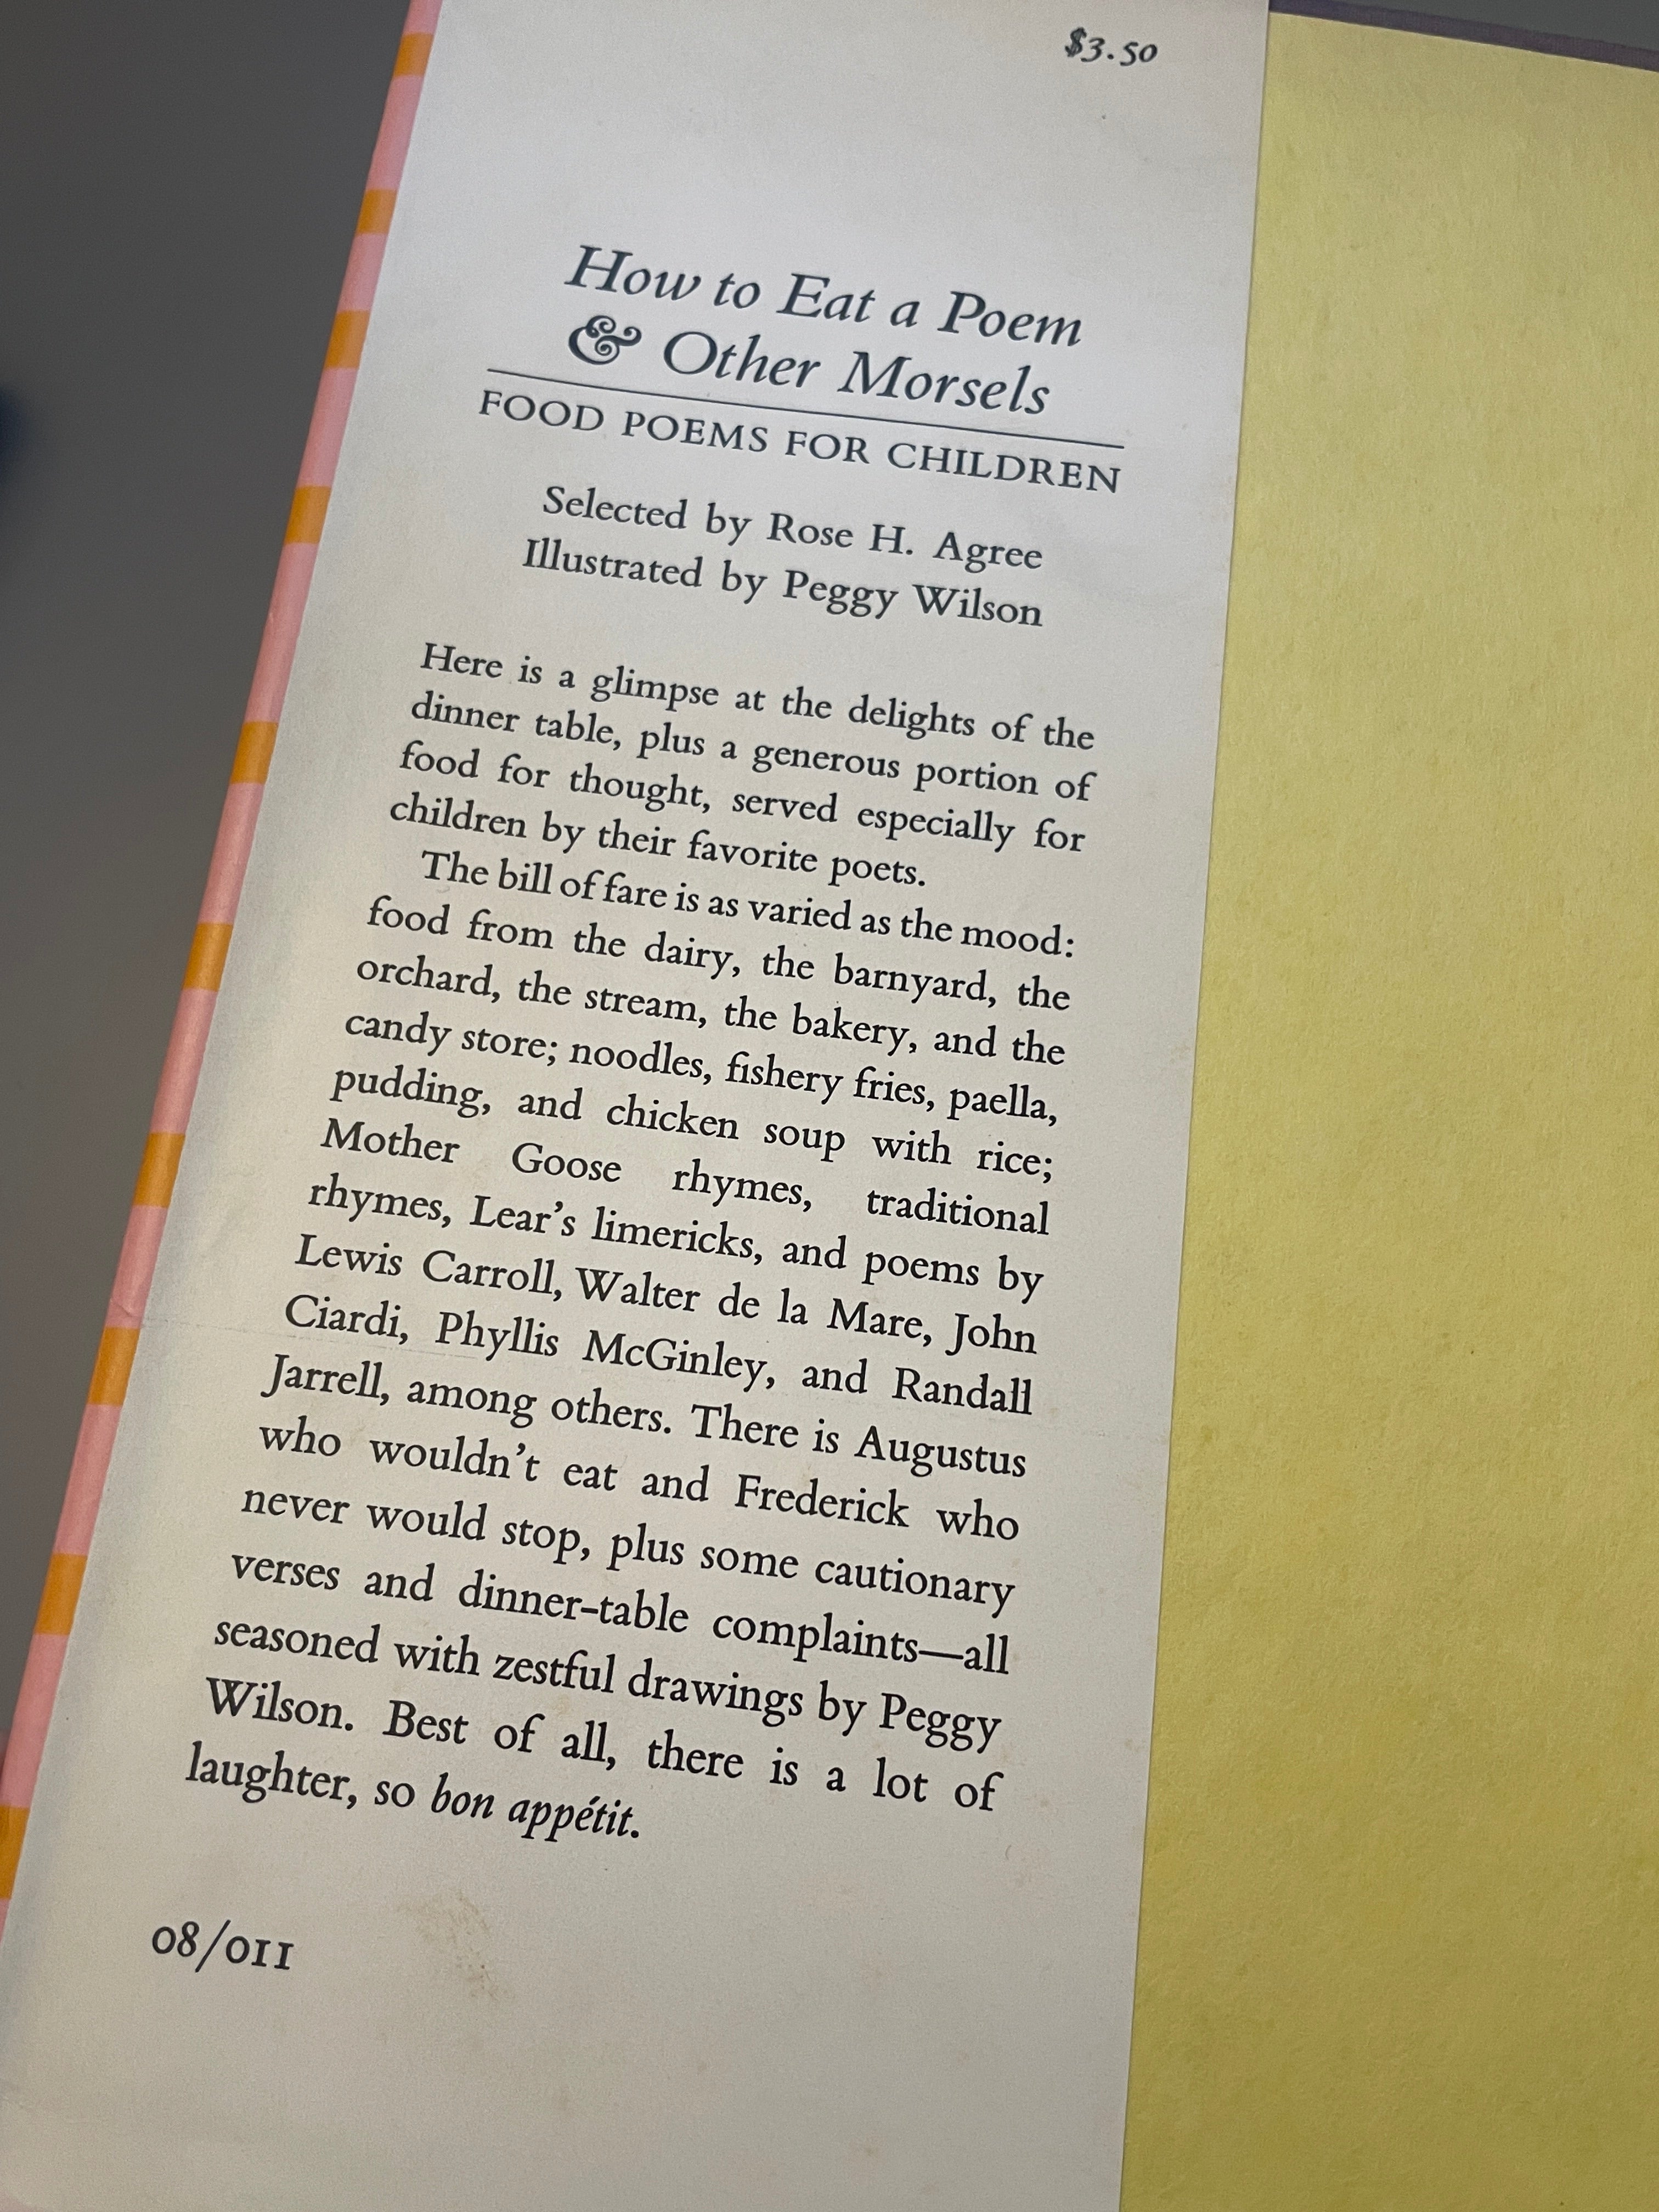 $3.50
How to Eat a Poem
& Other Morsels
FOOD POEMS FOR CHILDREN
Selected by Rose H. Agree
Illustrated by Peggy Wilson
Here is a glimpse at the delights of the
dinner table, plus a generous portion of
food for thought, served especially for
children by their favorite poets.
The bill of fare is as varied as the mood:
food from the dairy, the barnyard, the
orchard, the stream, the bakery, and the
candy store; noodles, fishery fries, paella,
pudding, and chicken soup with rice;
Mother Goose rhymes, traditional
rhymes, Lear's limericks, and poems by
Lewis Carroll, Walter de la Mare, John
Ciardi, Phyllis McGinley, and Randall
Jarrell, among others. There is Augustus
who wouldn't eat and Frederick who
never would stop, plus some cautionary
verses and dinner-table complaints—all
seasoned with zestful drawings by Peggy
Wilson. Best of all, there is a lot of
laughter, so bon appétit.
08/011